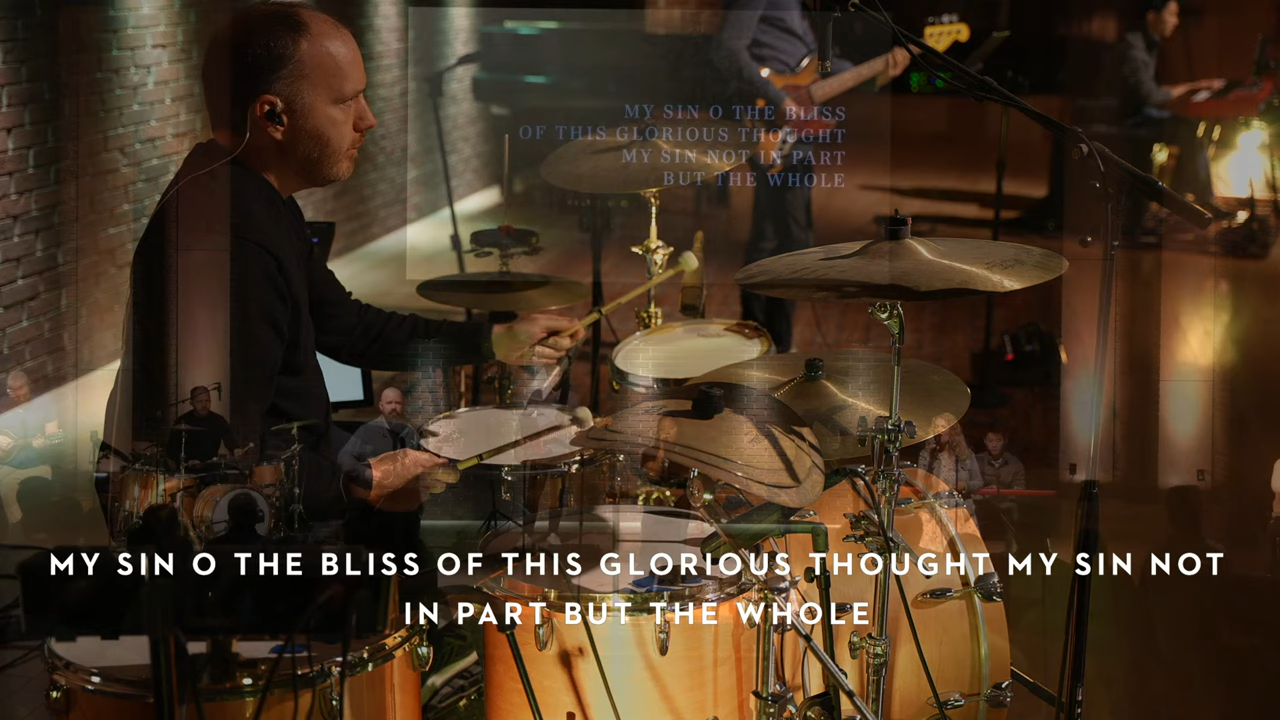 MY SIN O THE BLISS
OF THIS GLORIOUS THOUGHT
MY SIN NOT IN PART
BUT THE WHOLE
MY SIN O THE BLISS OF THIS GLORIOUS THOUGHT MY SIN NOT
IN PART BUT THE WHOLE